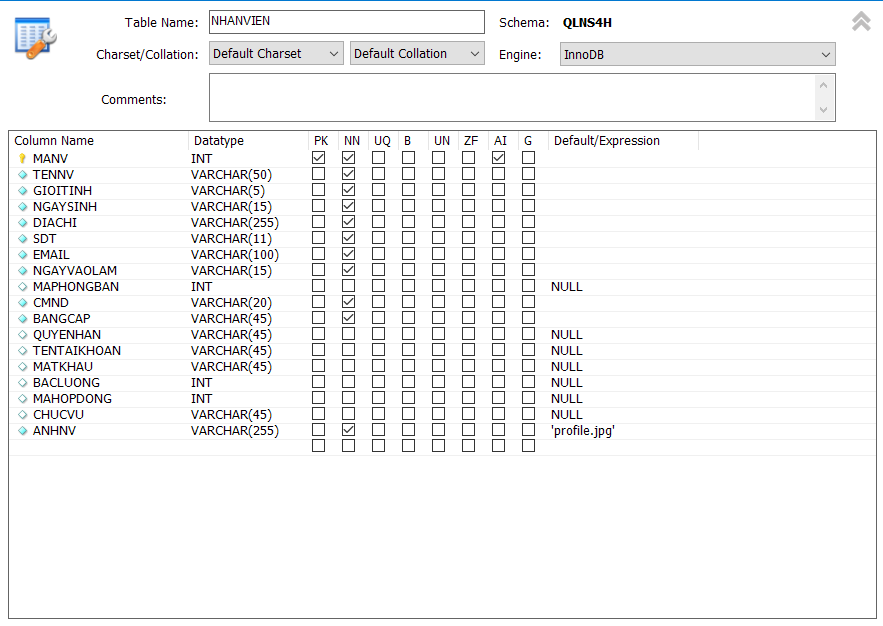 Table Name: NHANVIEN Schema: QLNS4H
Charset/Collation: Default Charset Default Collation Engine: InnoDB
Comments:
Column Name Datatype PK NN UQ B UN ZF AI G Default/Expression
MANV INT
TENNV VARCHAR(50)
GIOITINH VARCHAR(5)
NGAYSINH VARCHAR(15)
DIACHI VARCHAR(255)
SDT VARCHAR(11)
EMAIL VARCHAR(100)
NGAYVAOLAM VARCHAR(15)
MAPHONGBAN INT NULL
CMND VARCHAR(20)
BANGCAP VARCHAR(45)
QUYENHAN VARCHAR(45) NULL
TENTAIKHOAN VARCHAR(45) NULL
MATKHAU VARCHAR(45) NULL
BACLUONG INT NULL
MAHOPDONG INT NULL
CHUCVU VARCHAR(45) NULL
ANHNV VARCHAR(255) 'profile.jpg'